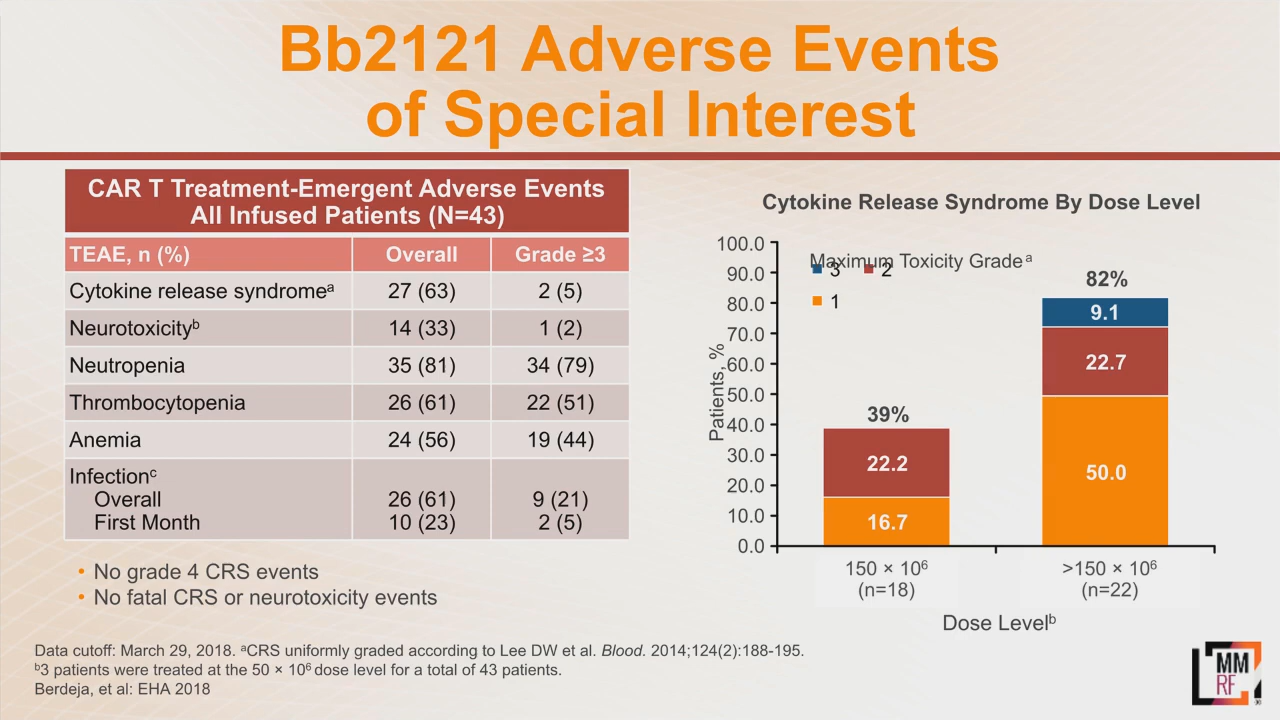 Bb2121 Adverse Events
of Special Interest
CAR T Treatment-Emergent Adverse Events
All Infused Patients (N=43)
TEAE, n (%) Overall Grade ≥3
Cytokine release syndromeᵃ 27 (63) 2 (5)
Neurotoxicityᵇ 14 (33) 1 (2)
Neutropenia 35 (81) 34 (79)
Thrombocytopenia 26 (61) 22 (51)
Anemia 24 (56) 19 (44)
Infectionᶜ
Overall 26 (61) 9 (21)
First Month 10 (23) 2 (5)
• No grade 4 CRS events
• No fatal CRS or neurotoxicity events
Cytokine Release Syndrome By Dose Level
Patients, %
100.0
90.0
80.0
70.0
60.0
50.0
40.0
30.0
20.0
10.0
0.0
Maximum Toxicity Gradeᵃ
3 2
1
39%
22.2
16.7
82%
9.1
22.7
50.0
150 × 10⁶ >150 × 10⁶
(n=18) (n=22)
Dose Levelᵇ
Data cutoff: March 29, 2018. ᵃCRS uniformly graded according to Lee DW et al. Blood. 2014;124(2):188-195.
ᵇ3 patients were treated at the 50 × 10⁶ dose level for a total of 43 patients.
Berdeja, et al: EHA 2018
MM
RF